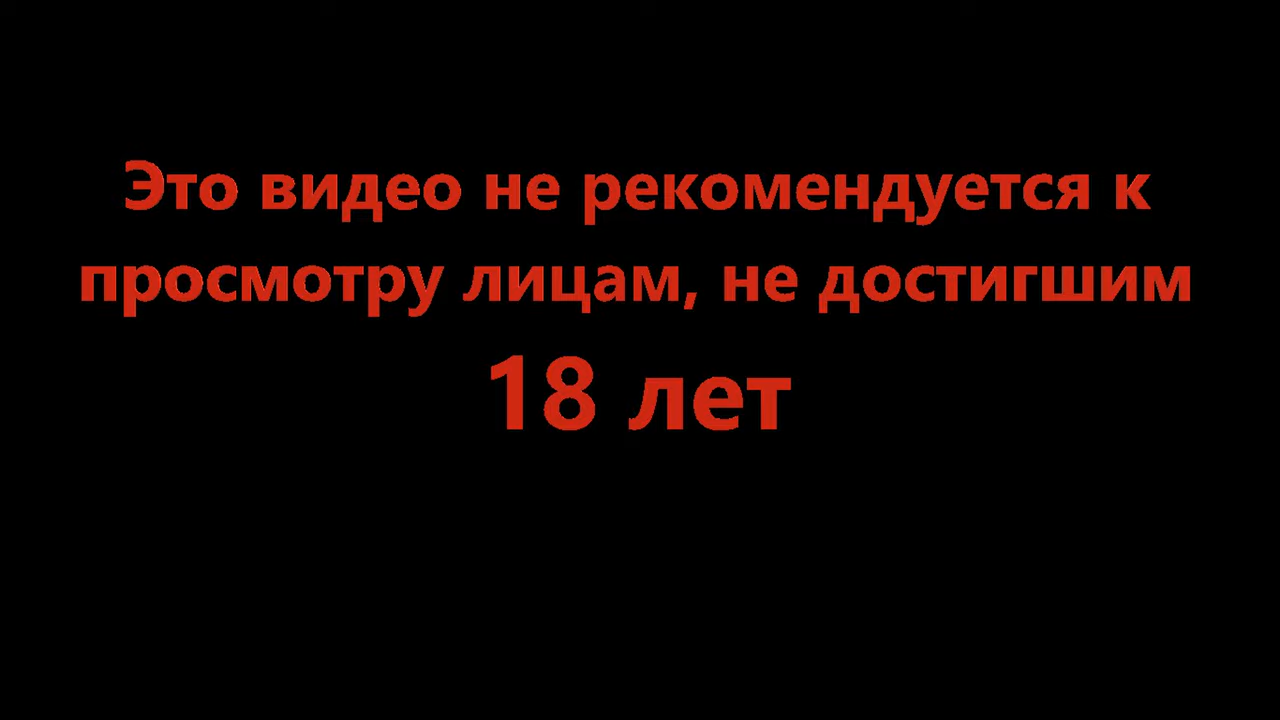 Это видео не рекомендуется к
просмотру лицам, не достигшим
18 лет